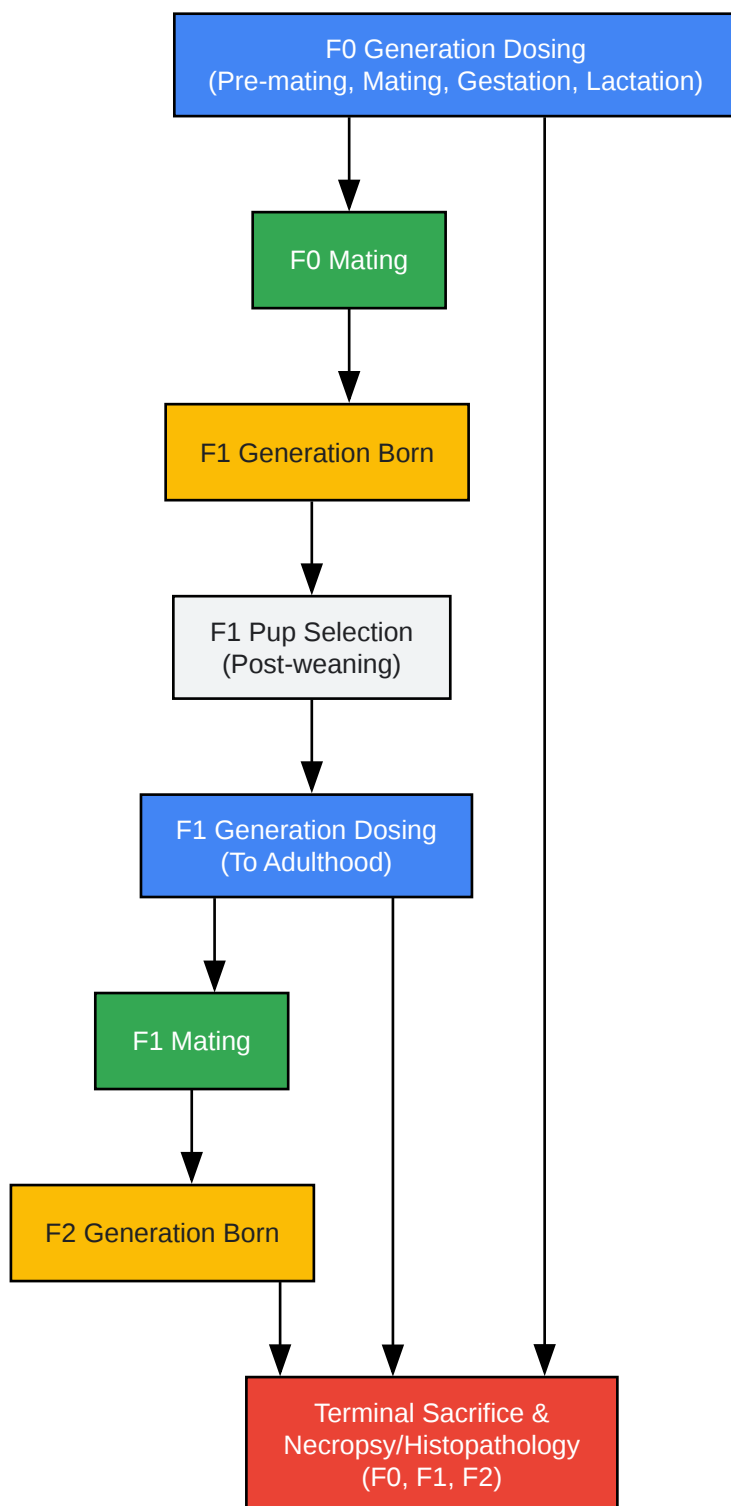 F0 Generation Dosing
(Pre-mating, Mating, Gestation, Lactation)
F0 Mating
F1 Generation Born
F1 Pup Selection
(Post-weaning)
F1 Generation Dosing
(To Adulthood)
F1 Mating
F2 Generation Born
Terminal Sacrifice &
Necropsy/Histopathology
(F0, F1, F2)